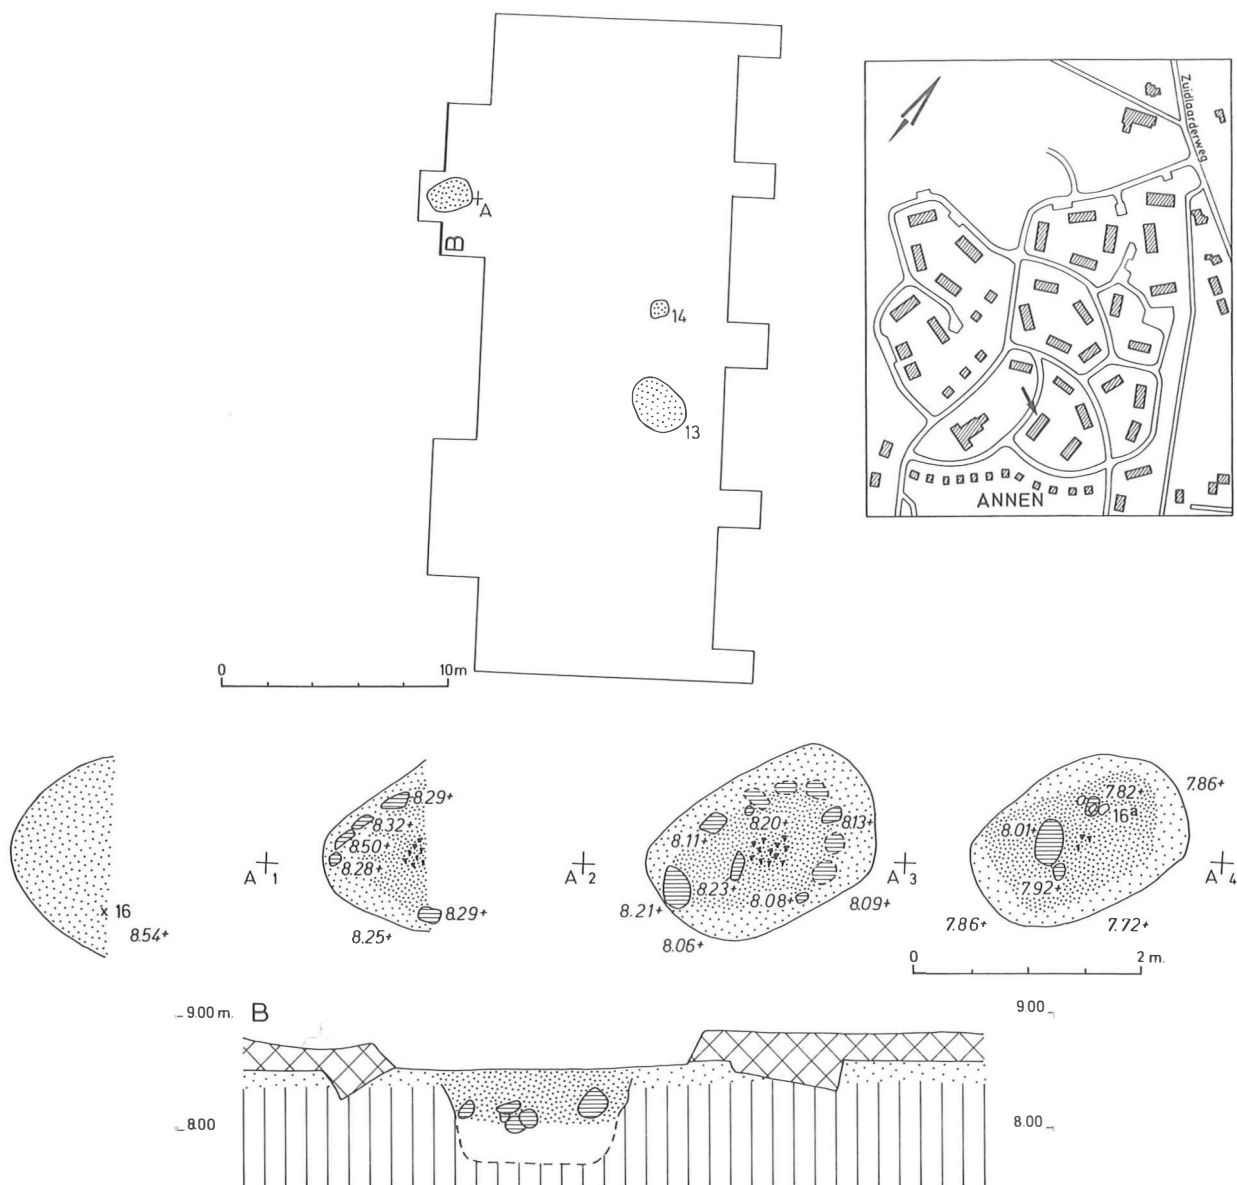 Zuidlaarderweg
A
B
14
13
ANNEN
0 10m
8.29+
8.32+
8.50+
8.28+
8.29+
8.25+
x 16
8.54+
A 1
A 2
8.20+
8.13+
8.11+
8.23+
8.08+
8.09+
8.21+
8.06+
A 3
7.82+
7.86+
16a
8.01+
7.92+
7.86+
7.72+
A 4
0 2 m.
9.00 m. B 9.00
8.00 8.00